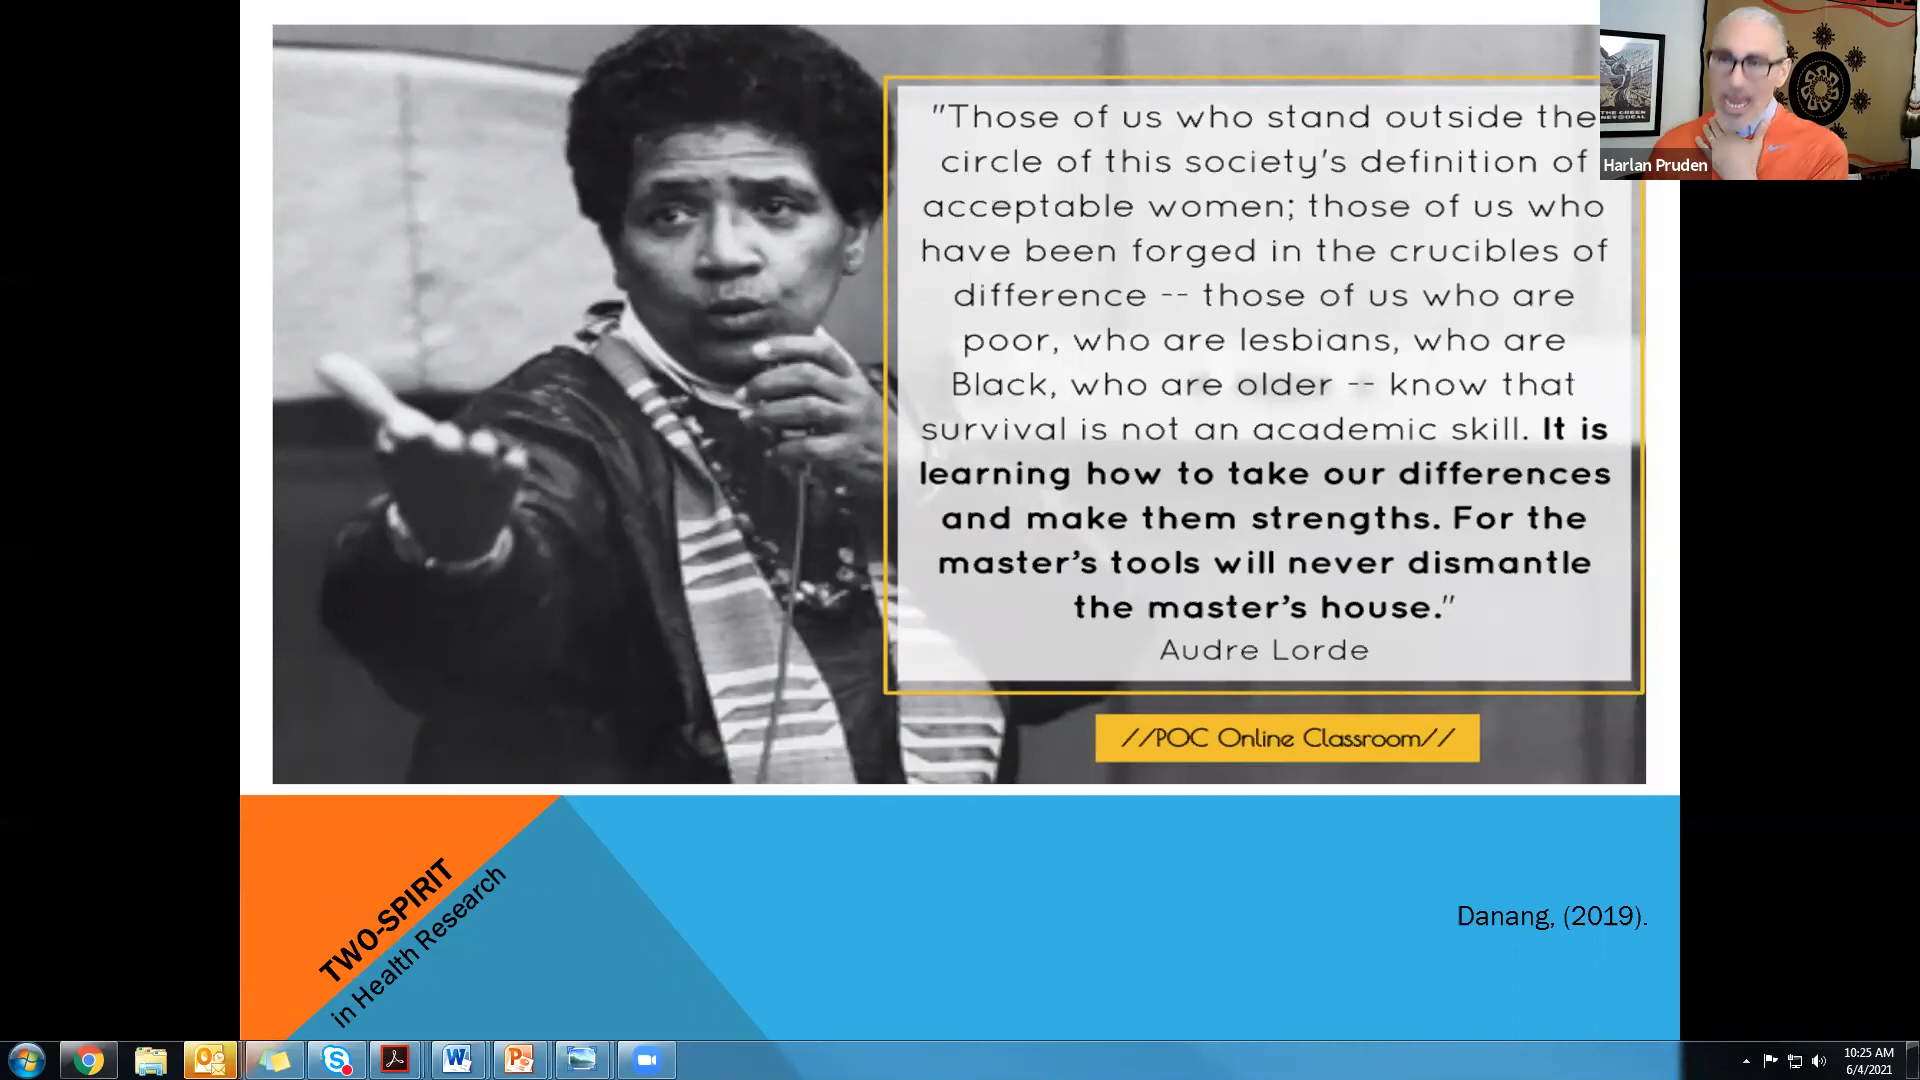 "Those of us who stand outside the
circle of this society's definition of
acceptable women; those of us who
have been forged in the crucibles of
difference -- those of us who are
poor, who are lesbians, who are
Black, who are older -- know that
survival is not an academic skill. It is
learning how to take our differences
and make them strengths. For the
master’s tools will never dismantle
the master’s house."
Audre Lorde
//POC Online Classroom//
THE GREEN
Harlan Pruden
TWO-SPIRIT
in Health Research
Danang, (2019).
10:25 AM
6/4/2021